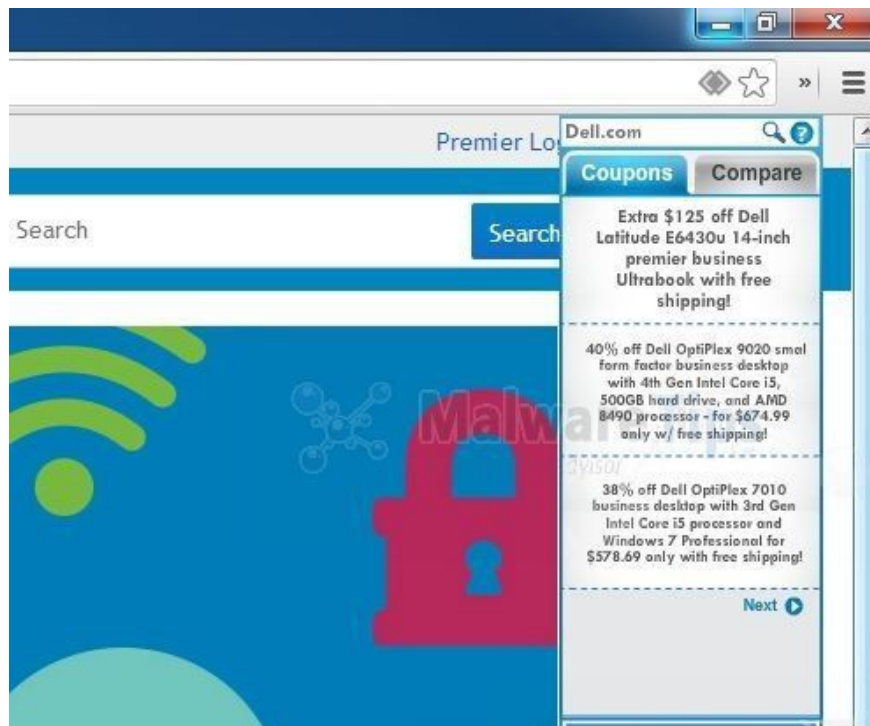 Premier Lo
Dell.com
Coupons
Compare
Search
Search
Extra $125 off Dell
Latitude E6430u 14-inch
premier business
Ultrabook with free
shipping!
40% off Dell OptiPlex 9020 smal
form factor business desktop
with 4th Gen Intel Core i5,
500GB hard drive, and AMD
8490 processor - for $674.99
only w/ free shipping!
MalwareTips
38% off Dell OptiPlex 7010
business desktop with 3rd Gen
Intel Core i5 processor and
Windows 7 Professional for
$578.69 only with free shipping!
Next